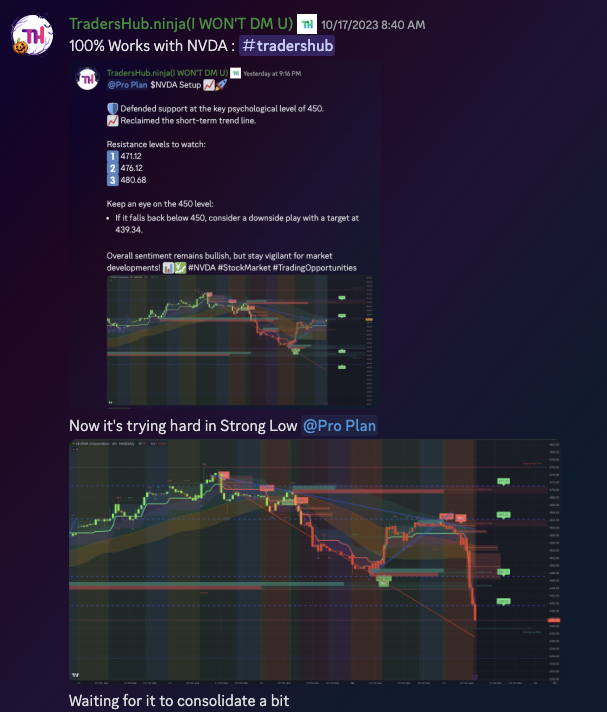 TradersHub.ninja(I WON'T DM U) TH 10/17/2023 8:40 AM
100% Works with NVDA : #tradershub
TradersHub.ninja(I WON'T DM U) Yesterday at 9:16 PM
@Pro Plan $NVDA Setup
Defended support at the key psychological level of 450.
Reclaimed the short-term trend line.
Resistance levels to watch:
1 471.12
2 476.12
3 480.68
Keep an eye on the 450 level:
• If it falls back below 450, consider a downside play with a target at
439.34.
Overall sentiment remains bullish, but stay vigilant for market
developments! #NVDA #StockMarket #TradingOpportunities
Now it's trying hard in Strong Low @Pro Plan
Waiting for it to consolidate a bit